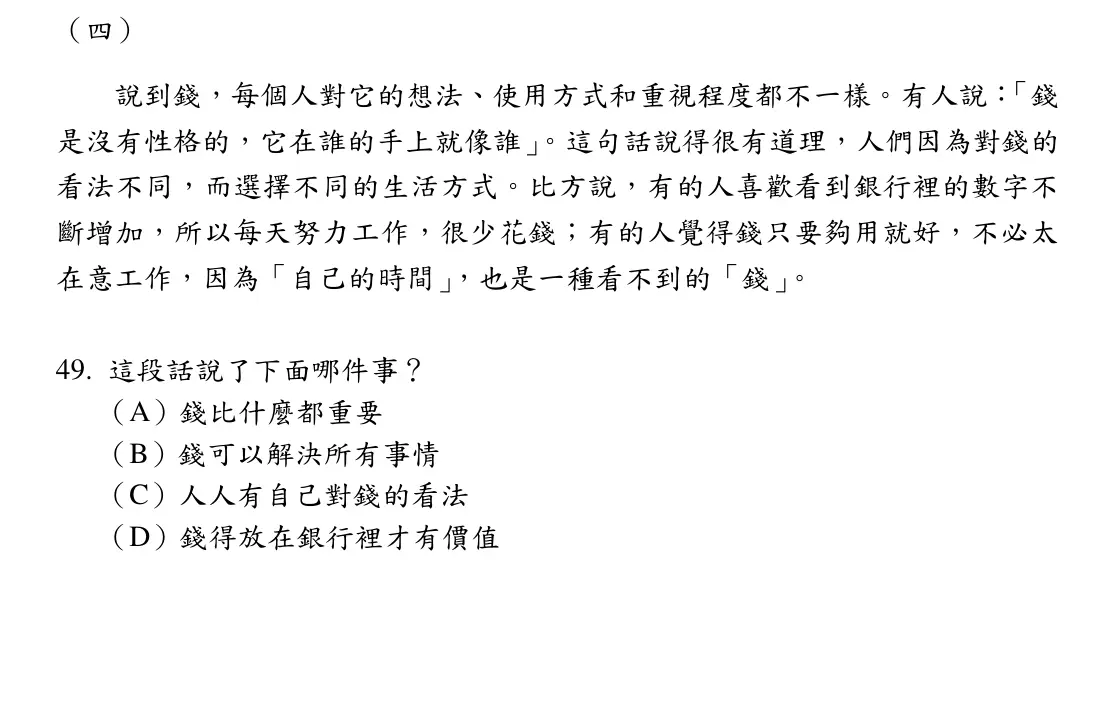 （四）
說到錢，每個人對它的想法、使用方式和重視程度都不一樣。有人說：「錢
是沒有性格的，它在誰的手上就像誰」。這句話說得很有道理，人們因為對錢的
看法不同，而選擇不同的生活方式。比方說，有的人喜歡看到銀行裡的數字不
斷增加，所以每天努力工作，很少花錢；有的人覺得錢只要夠用就好，不必太
在意工作，因為「自己的時間」，也是一種看不到的「錢」。
49. 這段話說了下面哪件事？
（A）錢比什麼都重要
（B）錢可以解決所有事情
（C）人人有自己對錢的看法
（D）錢得放在銀行裡才有價值